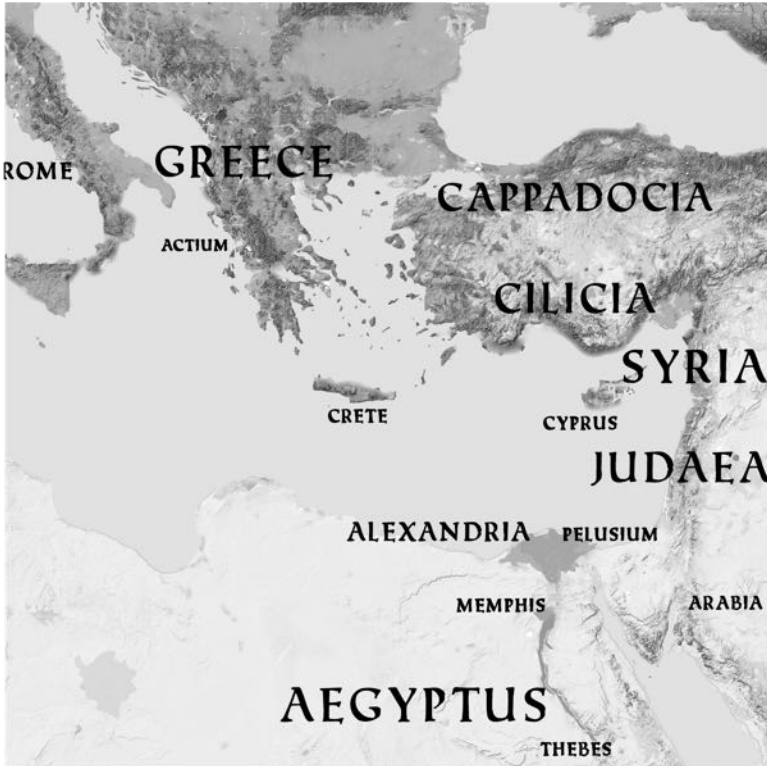 ROME
GREECE
CAPPADOCIA
ACTIUM
CILICIA
SYRIA
CRETE
CYPRUS
JUDAEA
ALEXANDRIA
PELUSIUM
MEMPHIS
ARABIA
AEGYPTUS
THEBES